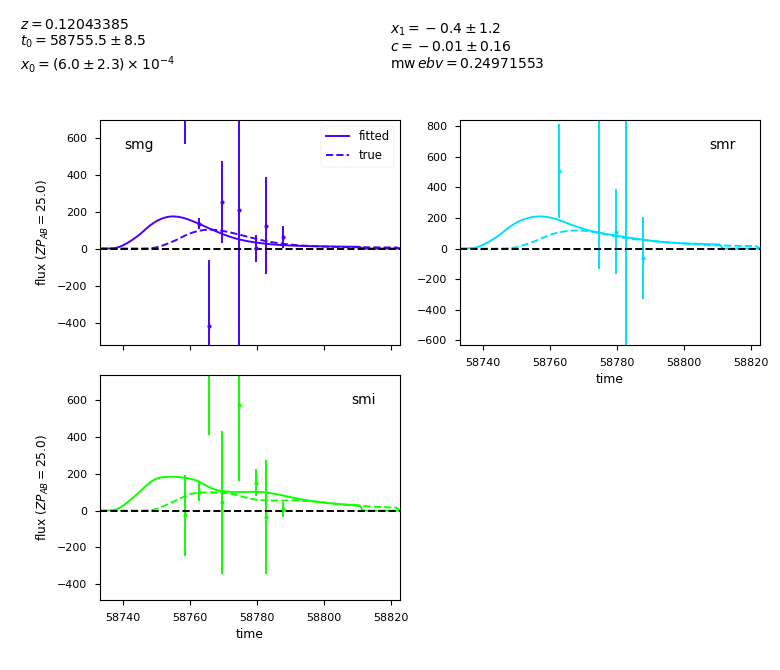 z = 0.12043385
t₀ = 58755.5 ± 8.5
x₀ = (6.0 ± 2.3) × 10⁻⁴
x₁ = −0.4 ± 1.2
c = −0.01 ± 0.16
mw ebv = 0.24971553
smg
fitted
true
600
400
200
0
−200
−400
flux (ZP_AB = 25.0)
smr
800
600
400
200
0
−200
−400
−600
58740 58760 58780 58800 58820
time
smi
600
400
200
0
−200
−400
flux (ZP_AB = 25.0)
58740 58760 58780 58800 58820
time